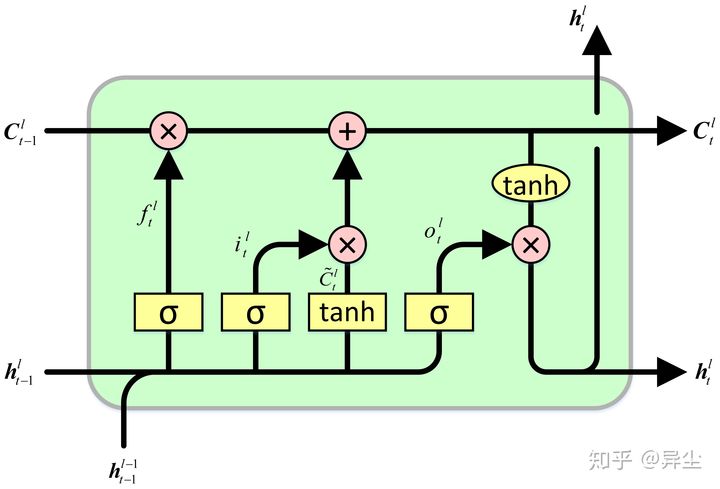 h_t^l
C_{t-1}^l
×
+
C_t^l
tanh
f_t^l
i_t^l
×
o_t^l
×
C̃_t^l
σ
σ
tanh
σ
h_{t-1}^l
h_t^l
h_{t-1}^{l-1}
知乎 @异尘